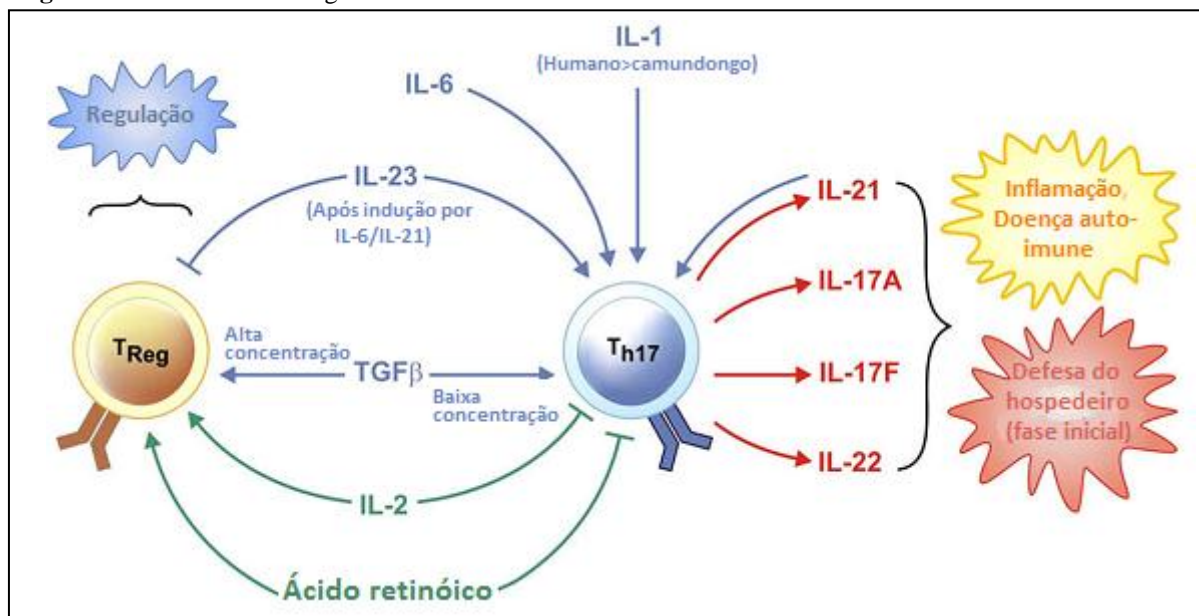 IL-1
(Humano>camundongo)
IL-6
Regulação
IL-23
(Após indução por
IL-6/IL-21)
IL-21
Inflamação,
Doença auto-
imune
IL-17A
TReg
Alta
concentração
TGFβ
Baixa
concentração
Th17
IL-17F
Defesa do
hospedeiro
(fase inicial)
IL-22
IL-2
Ácido retinóico